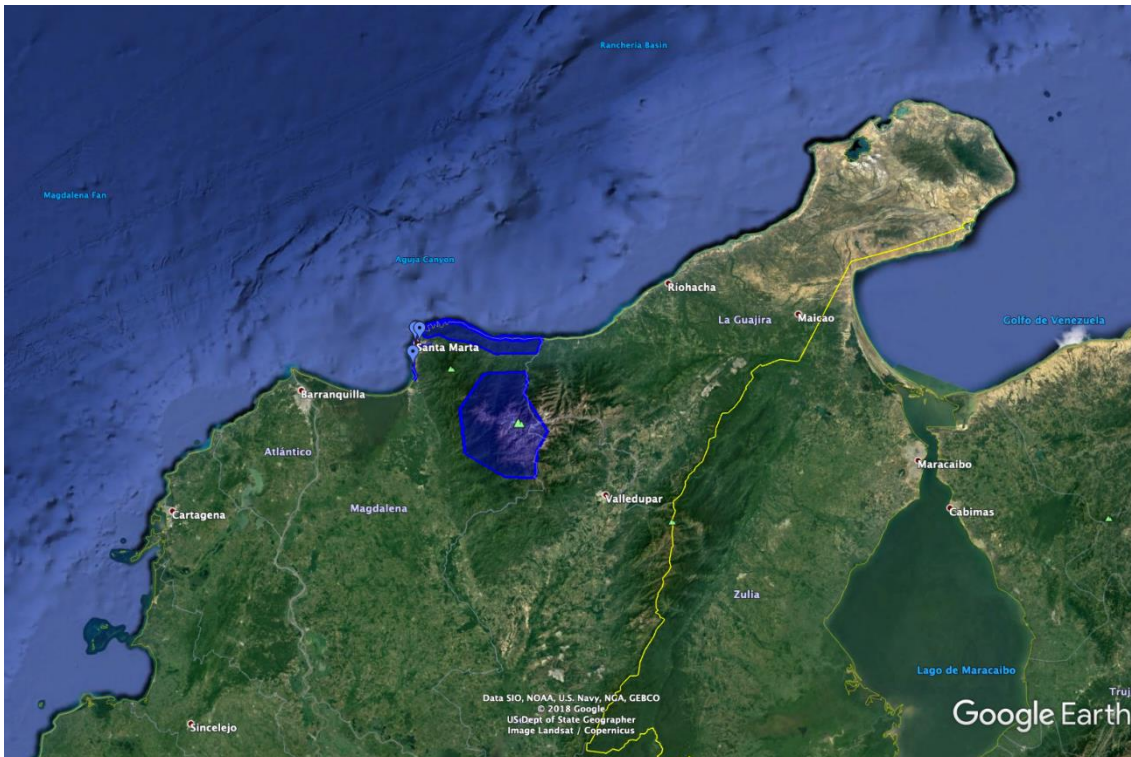 Rancheria Basin
Magdalena Fan
Aguja Canyon
Riohacha
La Guajira
Maicao
Golfo de Venezuela
Santa Marta
Barranquilla
Atlántico
Maracaibo
Valledupar
Cabimas
Magdalena
Cartagena
Zulia
Lago de Maracaibo
Data SIO, NOAA, U.S. Navy, NGA, GEBCO
© 2018 Google
US Dept of State Geographer
Image Landsat / Copernicus
Sincelejo
Truj
Google Earth